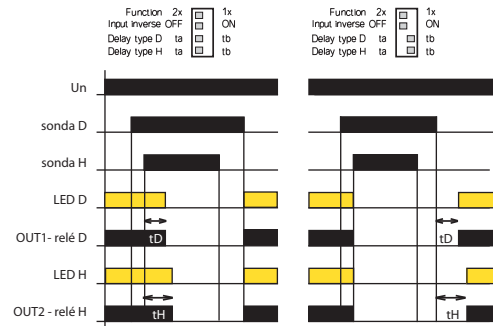 Function 2x 1x
Input inverse OFF ON
Delay type D ta tb
Delay type H ta tb
Function 2x 1x
Input inverse OFF ON
Delay type D ta tb
Delay type H ta tb
Un
sonda D
sonda H
LED D
OUT1- relé D
tD
tD
LED H
OUT2 - relé H
tH
tH